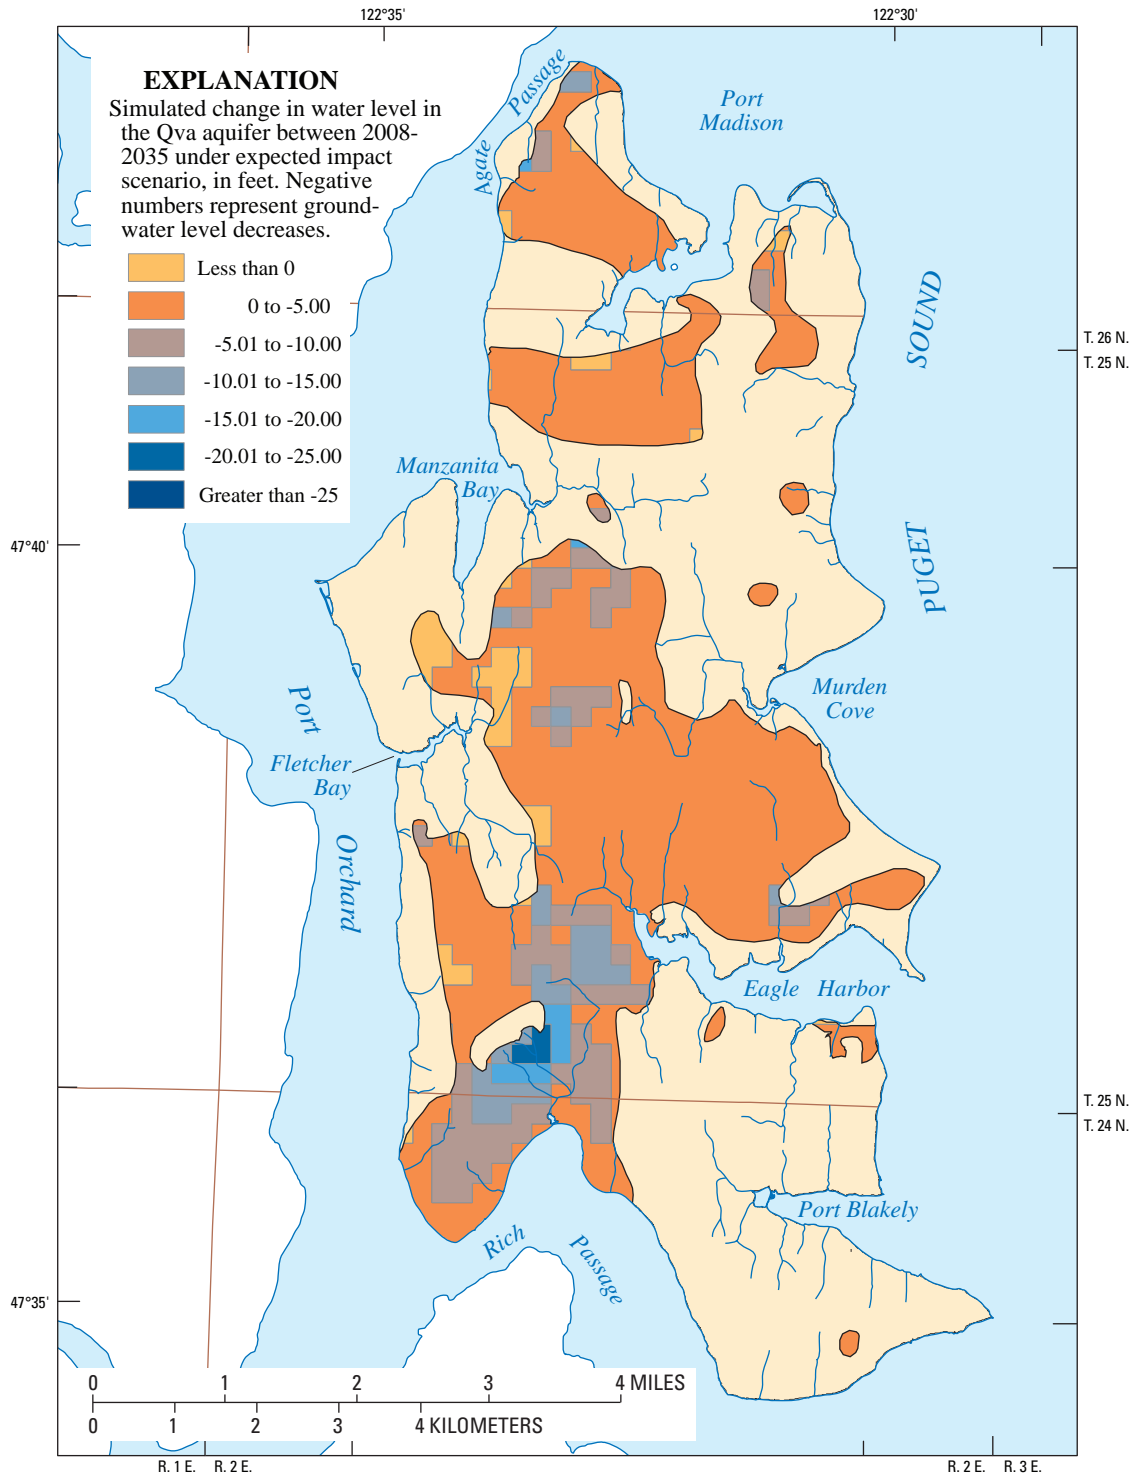 122°35'
122°30'
EXPLANATION
Simulated change in water level in
the Qva aquifer between 2008-
2035 under expected impact
scenario, in feet. Negative
numbers represent ground-
water level decreases.
Less than 0
0 to -5.00
-5.01 to -10.00
-10.01 to -15.00
-15.01 to -20.00
-20.01 to -25.00
Greater than -25
Agate Passage
Port
Madison
PUGET SOUND
T. 26 N.
T. 25 N.
Manzanita
Bay
47°40'
Murden
Cove
Port Orchard
Fletcher
Bay
Eagle Harbor
T. 25 N.
T. 24 N.
Port Blakely
Rich Passage
47°35'
0 1 2 3 4 MILES
0 1 2 3 4 KILOMETERS
R. 1 E. R. 2 E.
R. 2 E. R. 3 E.